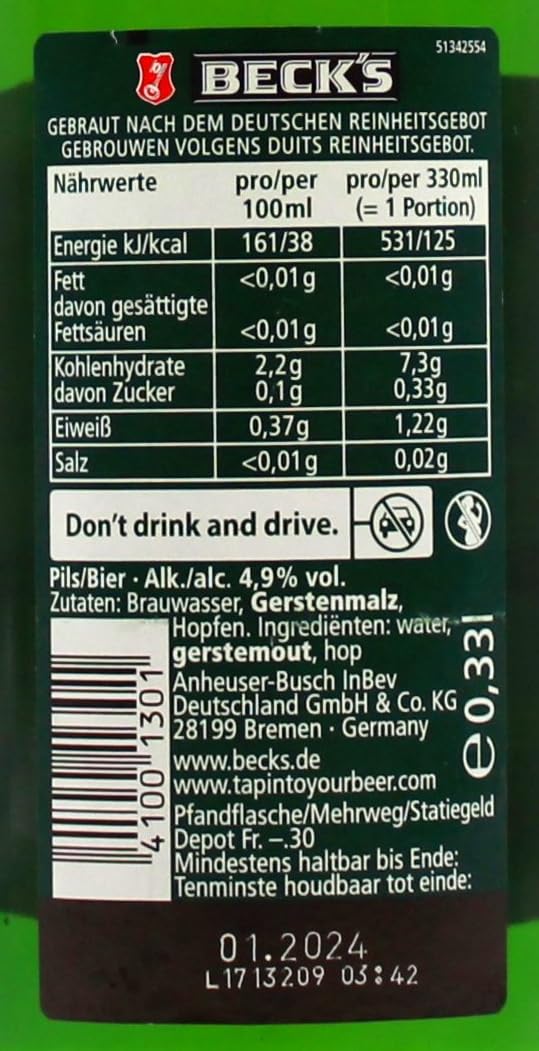 51342554
BECK'S
GEBRAUT NACH DEM DEUTSCHEN REINHEITSGEBOT
GEBROUWEN VOLGENS DUITS REINHEITSGEBOT.
Nährwerte pro/per 100ml pro/per 330ml (= 1 Portion)
Energie kJ/kcal 161/38 531/125
Fett <0,01g <0,01g
davon gesättigte
Fettsäuren <0,01g <0,01g
Kohlenhydrate 2,2g 7,3g
davon Zucker 0,1g 0,33g
Eiweiß 0,37g 1,22g
Salz <0,01g 0,02g
Don't drink and drive.
Pils/Bier · Alk./alc. 4,9% vol.
Zutaten: Brauwasser, Gerstenmalz,
Hopfen. Ingrediënten: water,
gerstemout, hop
Anheuser-Busch InBev
Deutschland GmbH & Co. KG
28199 Bremen · Germany
www.becks.de
www.tapintoyourbeer.com
Pfandflasche/Mehrweg/Statiegeld
Depot Fr. –.30
Mindestens haltbar bis Ende:
Tenminste houdbaar tot einde:
e 0,33l
4 100 1301
01.2024
L1713209 03:42